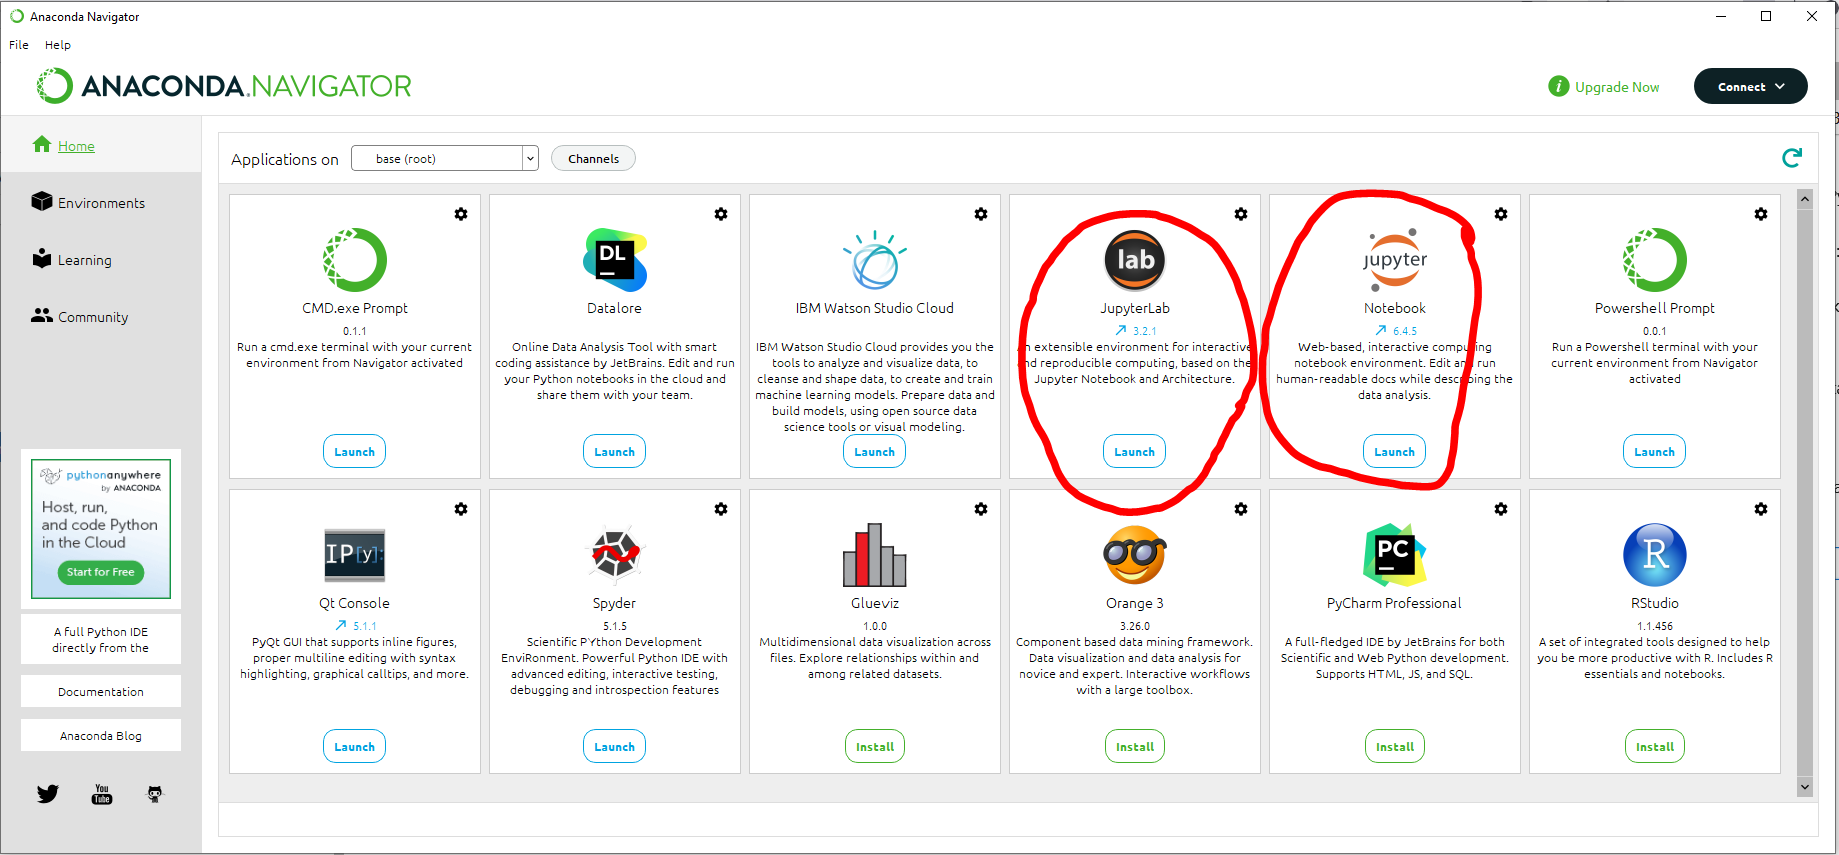 Anaconda Navigator
File Help
ANACONDA.NAVIGATOR
i Upgrade Now
Connect
Home
Environments
Learning
Community
pythonanywhere
by ANACONDA
Host, run,
and code Python
in the Cloud
Start for Free
A full Python IDE
directly from the
Documentation
Anaconda Blog
You
Tube
Applications on base (root) Channels
CMD.exe Prompt
0.1.1
Run a cmd.exe terminal with your current
environment from Navigator activated
Launch
DL
Datalore
Online Data Analysis Tool with smart
coding assistance by JetBrains. Edit and run
your Python notebooks in the cloud and
share them with your team.
Launch
IBM Watson Studio Cloud
IBM Watson Studio Cloud provides you the
tools to analyze and visualize data, to
cleanse and shape data, to create and train
machine learning models. Prepare data and
build models, using open source data
science tools or visual modeling.
Launch
lab
JupyterLab
3.2.1
An extensible environment for interactive
and reproducible computing, based on the
Jupyter Notebook and Architecture.
Launch
jupyter
Notebook
6.4.5
Web-based, interactive computing
notebook environment. Edit and run
human-readable docs while describing the
data analysis.
Launch
Powershell Prompt
0.0.1
Run a Powershell terminal with your
current environment from Navigator
activated
Launch
IP[y]:
Qt Console
5.1.1
PyQt GUI that supports inline figures,
proper multiline editing with syntax
highlighting, graphical calltips, and more.
Launch
Spyder
5.1.5
Scientific PYthon Development
EnviRonment. Powerful Python IDE with
advanced editing, interactive testing,
debugging and introspection features
Launch
Glueviz
1.0.0
Multidimensional data visualization across
files. Explore relationships within and
among related datasets.
Install
Orange 3
3.26.0
Component based data mining framework.
Data visualization and data analysis for
novice and expert. Interactive workflows
with a large toolbox.
Install
PC
PyCharm Professional
A full-fledged IDE by JetBrains for both
Scientific and Web Python development.
Supports HTML, JS, and SQL.
Install
R
RStudio
1.1.456
A set of integrated tools designed to help
you be more productive with R. Includes R
essentials and notebooks.
Install